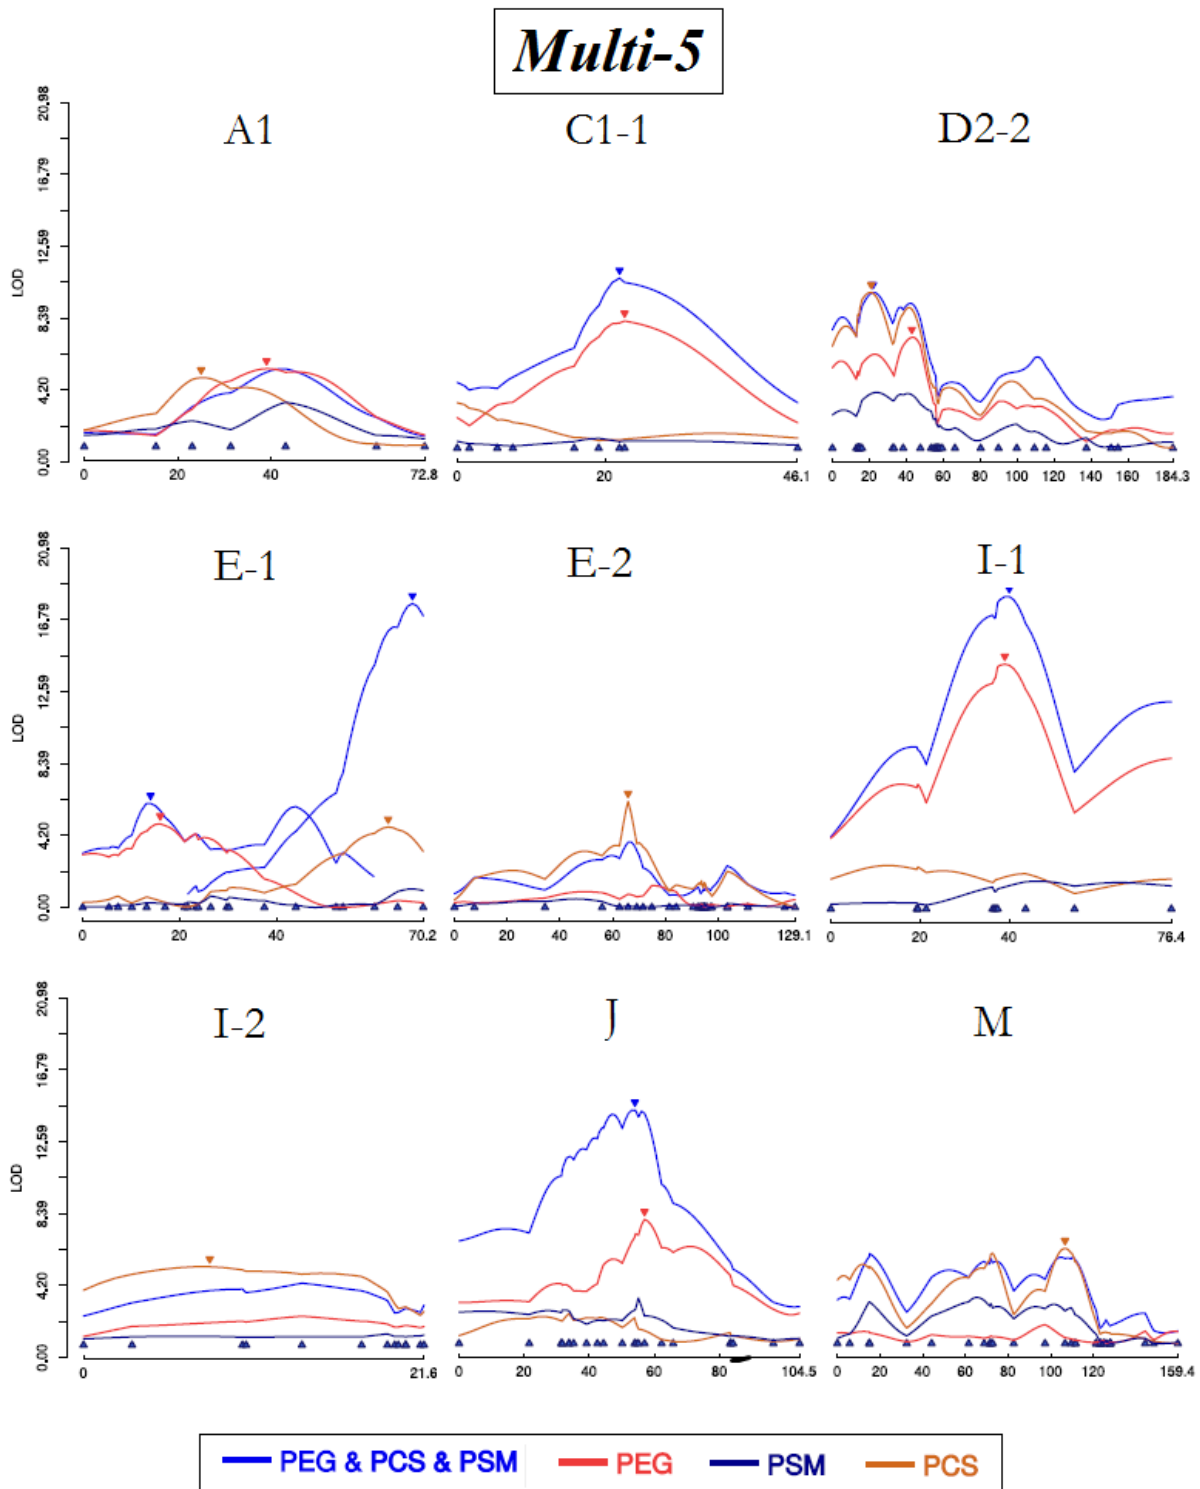 Multi-5
A1 C1-1 D2-2
LOD
20.98
16.79
12.59
8.39
4.20
0.00
0 20 40 72.8
0 20 46.1
0 20 40 60 80 100 120 140 160 184.3
E-1 E-2 I-1
LOD
20.98
16.79
12.59
8.39
4.20
0.00
0 20 40 70.2
0 20 40 60 80 100 129.1
0 20 40 76.4
I-2 J M
LOD
20.98
16.79
12.59
8.39
4.20
0.00
0 21.6
0 20 40 60 80 104.5
0 20 40 60 80 100 120 159.4
PEG & PCS & PSM PEG PSM PCS